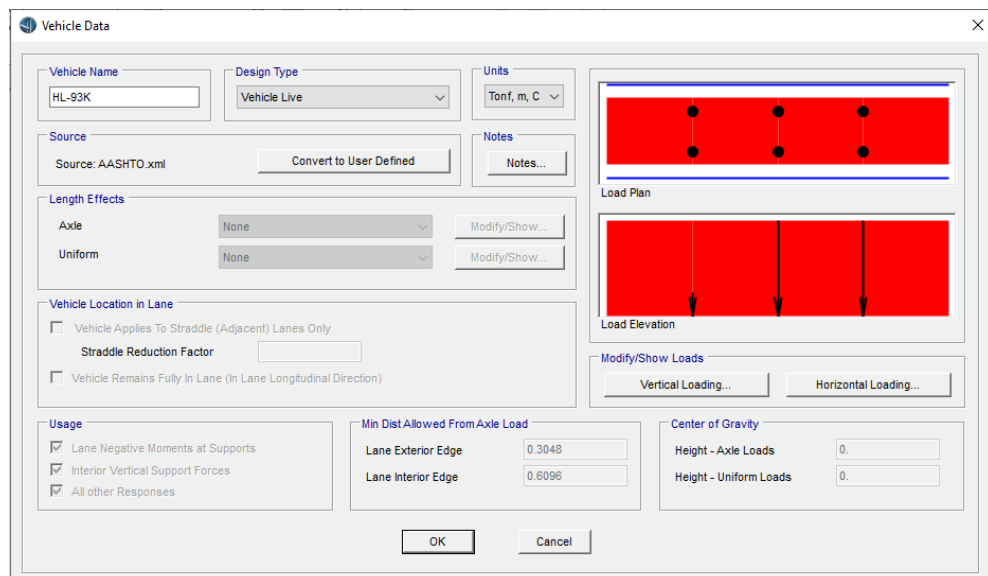 Vehicle Data
Vehicle Name
HL-93K
Design Type
Vehicle Live
Units
Tonf, m, C
Source
Source: AASHTO.xml
Convert to User Defined
Notes
Notes...
Length Effects
Axle
None
Modify/Show...
Uniform
None
Modify/Show...
Vehicle Location in Lane
Vehicle Applies To Straddle (Adjacent) Lanes Only
Straddle Reduction Factor
Vehicle Remains Fully In Lane (In Lane Longitudinal Direction)
Load Plan
Load Elevation
Modify/Show Loads
Vertical Loading...
Horizontal Loading...
Usage
Lane Negative Moments at Supports
Interior Vertical Support Forces
All other Responses
Min Dist Allowed From Axle Load
Lane Exterior Edge
0.3048
Lane Interior Edge
0.6096
Center of Gravity
Height - Axle Loads
0.
Height - Uniform Loads
0.
OK
Cancel